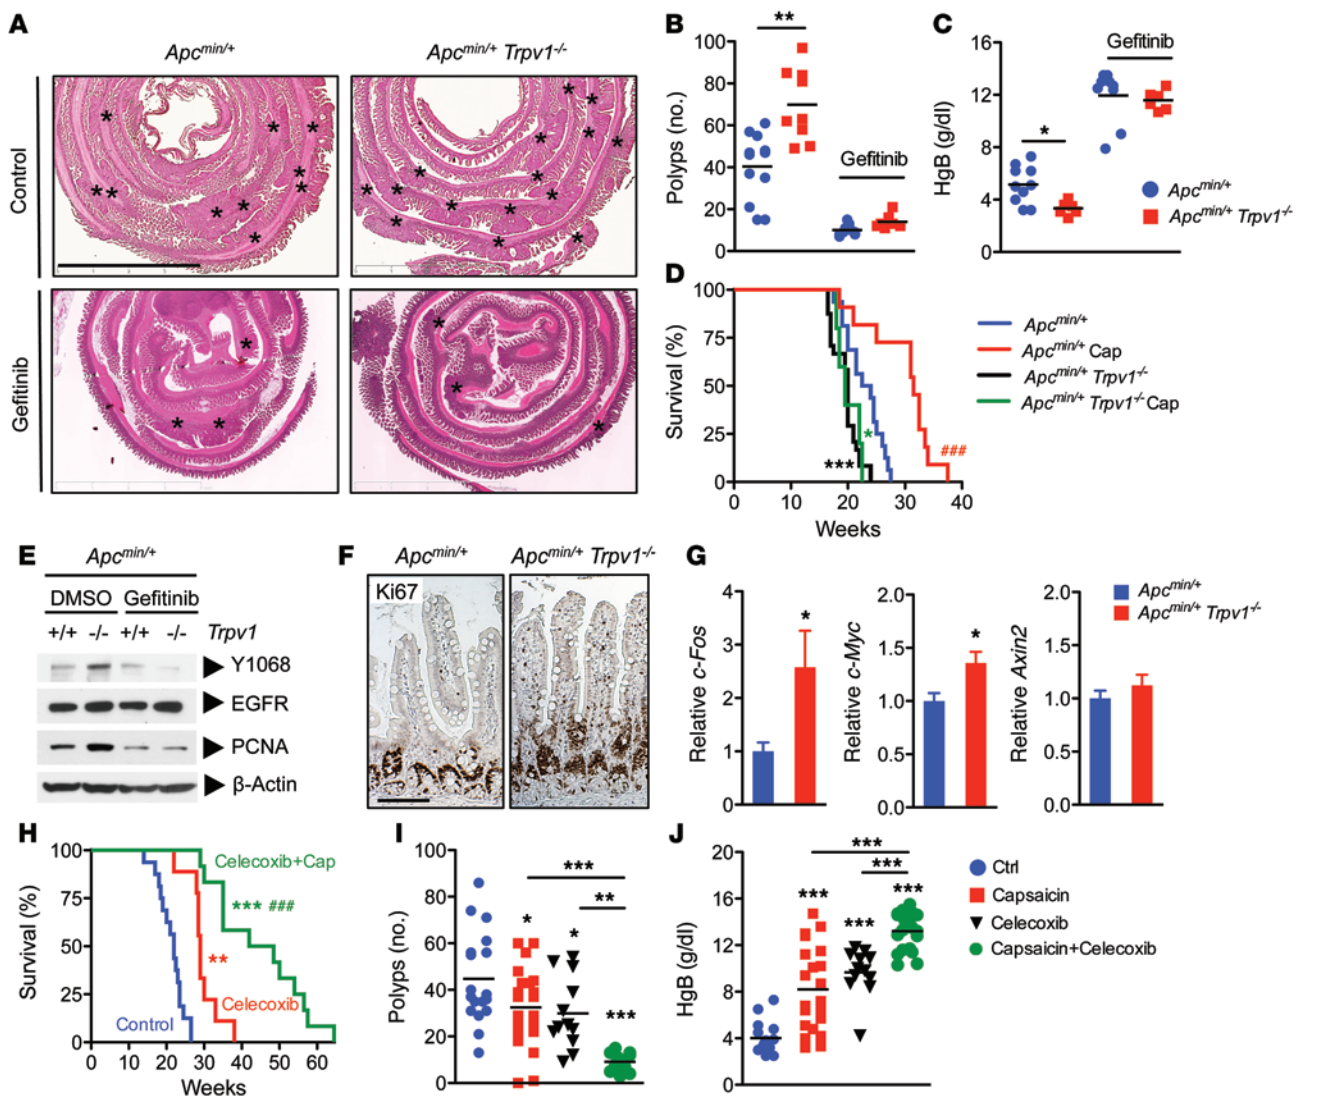 A
Apcmin/+
Apcmin/+ Trpv1-/-
Control
Gefitinib
*
B
**
Polyps (no.)
100
80
60
40
20
0
Gefitinib
C
HgB (g/dl)
16
12
8
4
0
*
Gefitinib
Apcmin/+
Apcmin/+ Trpv1-/-
D
Survival (%)
100
75
50
25
0
0 10 20 30 40
Weeks
***
*
###
Apcmin/+
Apcmin/+ Cap
Apcmin/+ Trpv1-/-
Apcmin/+ Trpv1-/- Cap
E
Apcmin/+
DMSO Gefitinib
+/+ -/- +/+ -/- Trpv1
Y1068
EGFR
PCNA
β-Actin
F
Apcmin/+
Apcmin/+ Trpv1-/-
Ki67
G
Relative c-Fos
4
3
2
1
0
*
Relative c-Myc
2.0
1.5
1.0
0.5
0.0
*
Relative Axin2
2.0
1.5
1.0
0.5
0.0
Apcmin/+
Apcmin/+ Trpv1-/-
H
Survival (%)
100
75
50
25
0
0 10 20 30 40 50 60
Weeks
Celecoxib+Cap
*** ###
**
Celecoxib
Control
I
Polyps (no.)
100
80
60
40
20
0
***
**
*
*
***
J
HgB (g/dl)
20
16
12
8
4
0
***
***
***
***
***
Ctrl
Capsaicin
Celecoxib
Capsaicin+Celecoxib